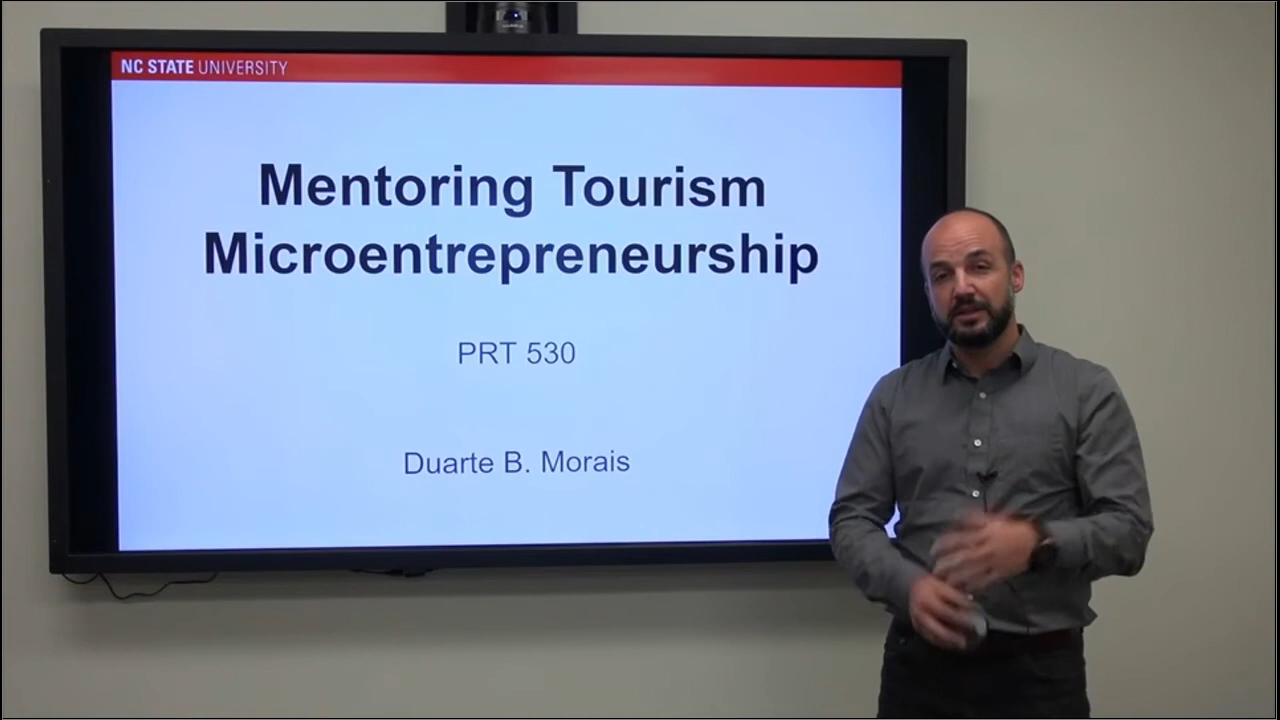 NC STATE UNIVERSITY
Mentoring Tourism
Microentrepreneurship
PRT 530
Duarte B. Morais